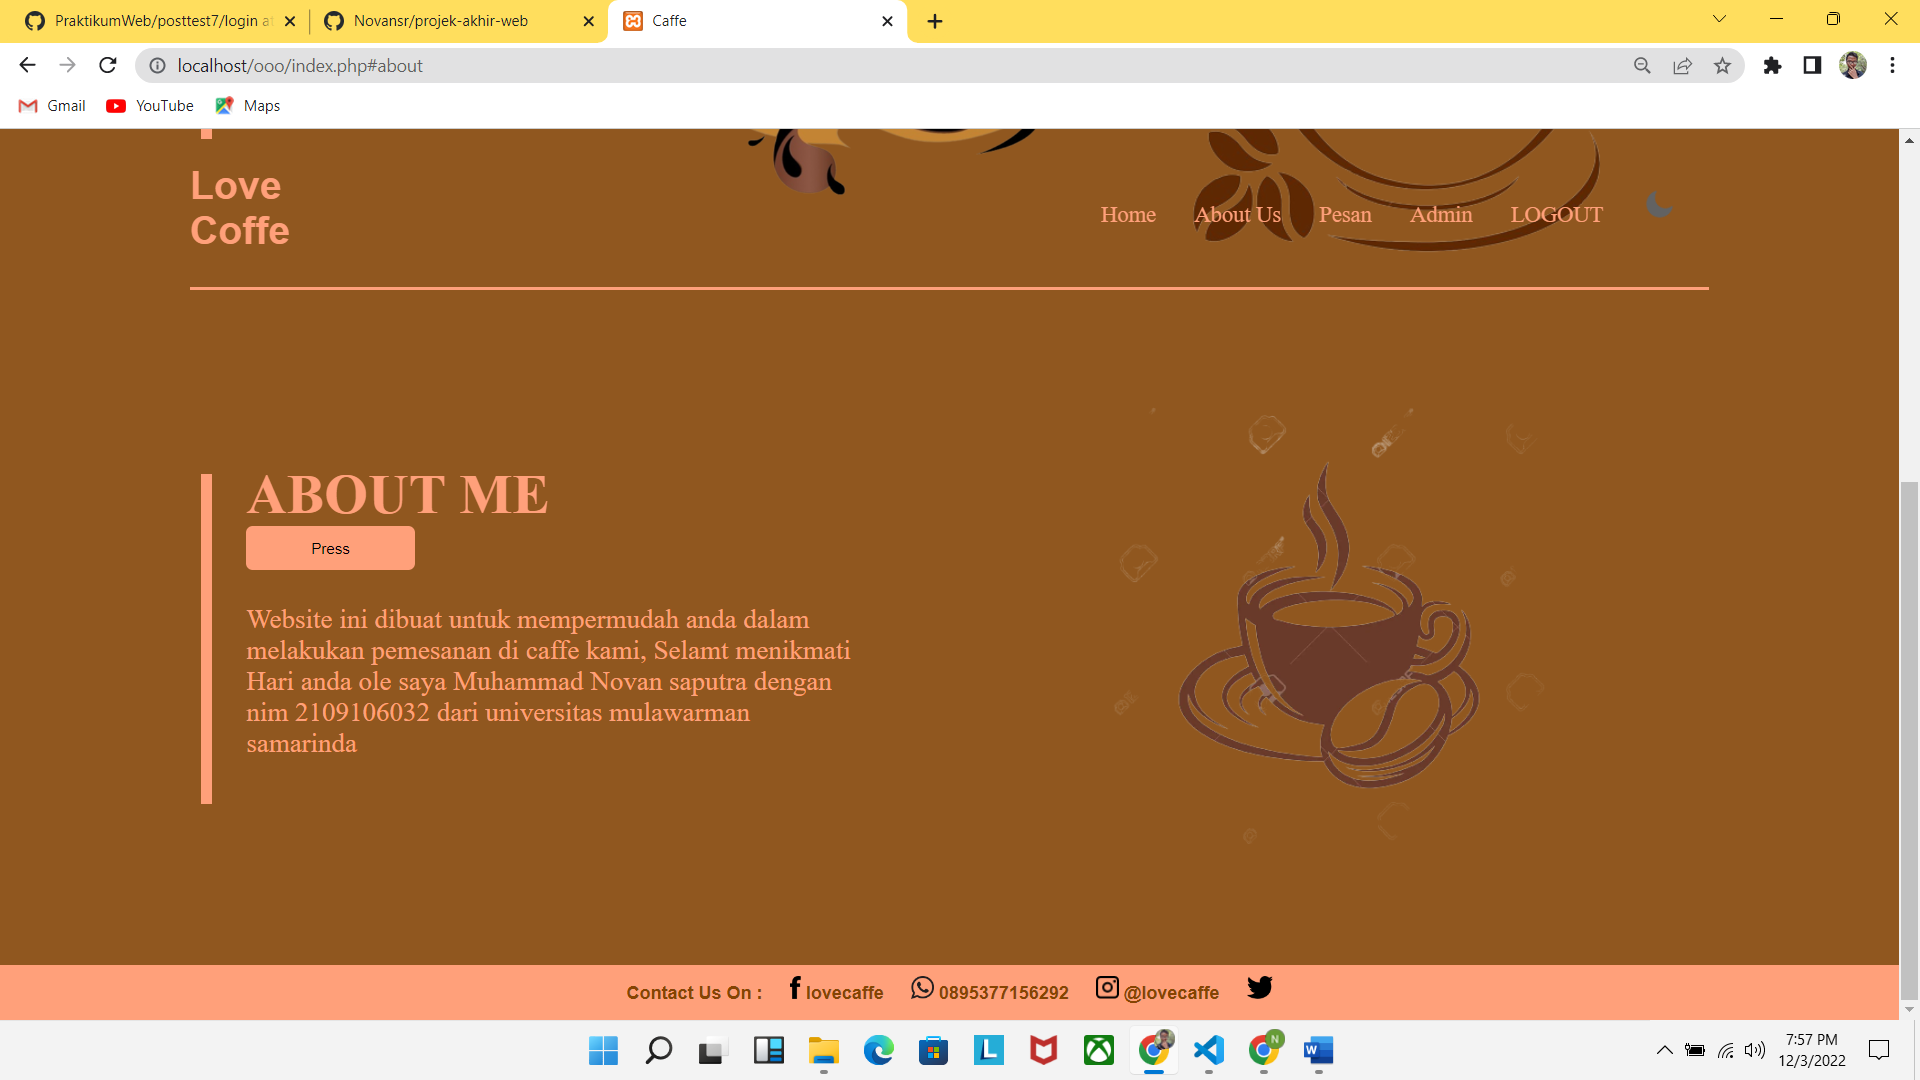 PraktikumWeb/posttest7/login a
Novansr/projek-akhir-web
Caffe
localhost/ooo/index.php#about
Gmail
YouTube
Maps
Love
Coffe
Home
About Us
Pesan
Admin
LOGOUT
ABOUT ME
Press
Website ini dibuat untuk mempermudah anda dalam
melakukan pemesanan di caffe kami, Selamt menikmati
Hari anda ole saya Muhammad Novan saputra dengan
nim 2109106032 dari universitas mulawarman
samarinda
Contact Us On :
lovecaffe
0895377156292
@lovecaffe
L
N
W
7:57 PM
12/3/2022